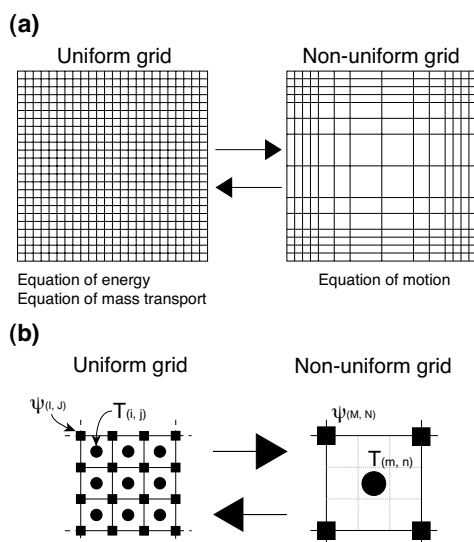 (a)
Uniform grid
Non-uniform grid
Equation of energy
Equation of mass transport
Equation of motion
(b)
Uniform grid
Non-uniform grid
Ψ(I, J)
T(i, j)
Ψ(M, N)
T(m, n)